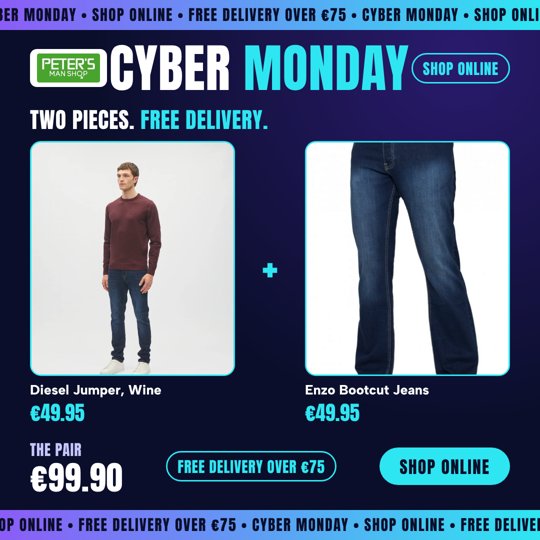 BER MONDAY • SHOP ONLINE • FREE DELIVERY OVER €75 • CYBER MONDAY • SHOP ONLI
PETER'S
MAN SHOP
CYBER MONDAY
SHOP ONLINE
TWO PIECES. FREE DELIVERY.
+
Diesel Jumper, Wine
€49.95
Enzo Bootcut Jeans
€49.95
THE PAIR
€99.90
FREE DELIVERY OVER €75
SHOP ONLINE
OP ONLINE • FREE DELIVERY OVER €75 • CYBER MONDAY • SHOP ONLINE • FREE DELIVER